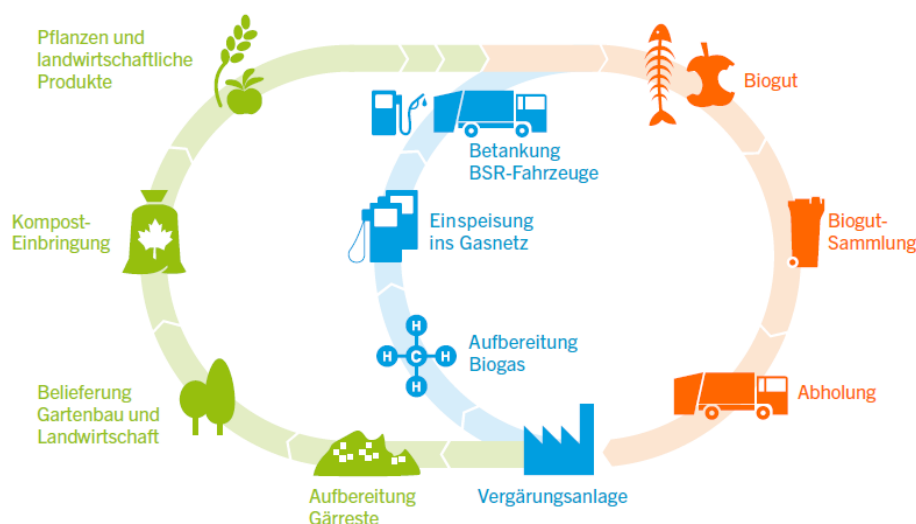 Pflanzen und
landwirtschaftliche
Produkte
Biogut
Betankung
BSR-Fahrzeuge
Kompost-
Einbringung
Einspeisung
ins Gasnetz
Biogut-
Sammlung
H
H C H
H
Aufbereitung
Biogas
Belieferung
Gartenbau und
Landwirtschaft
Abholung
Aufbereitung
Gärreste
Vergärungsanlage